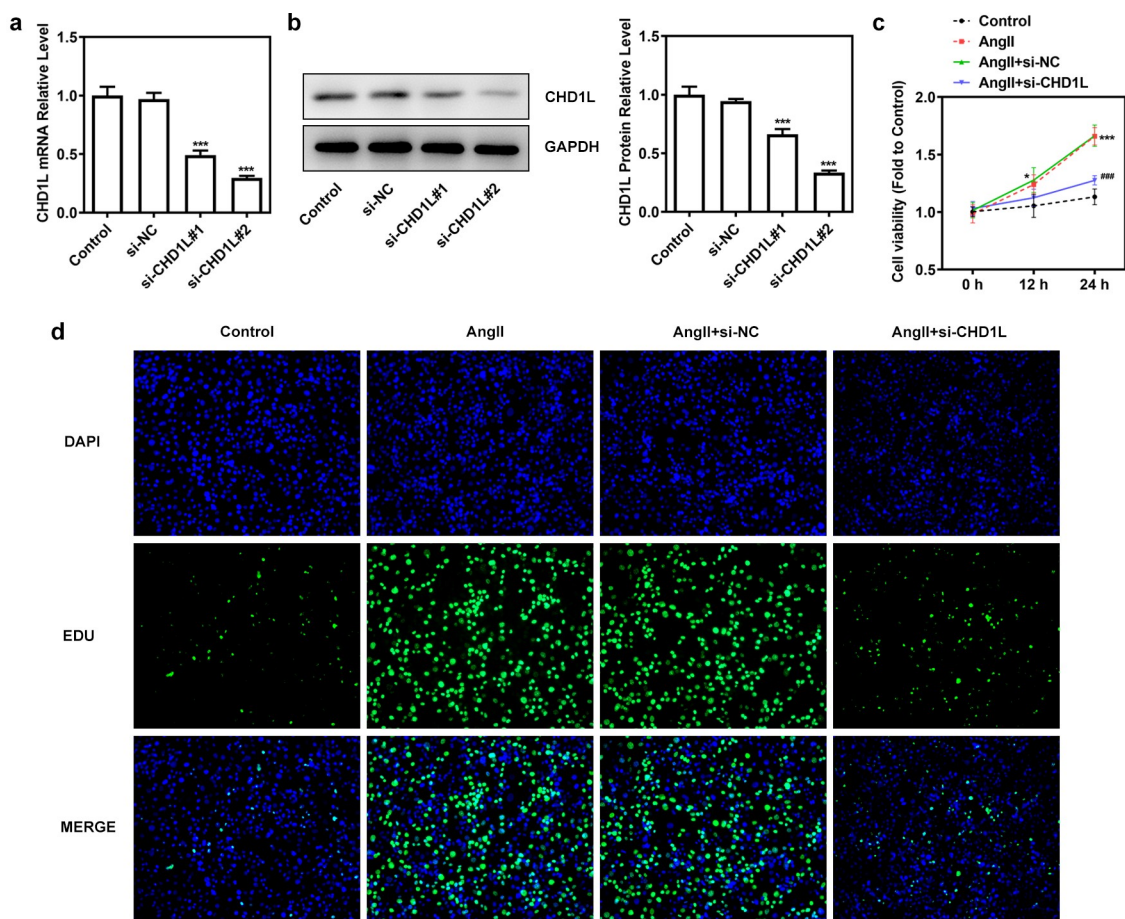 a
CHD1L mRNA Relative Level
1.5
1.0
0.5
0.0
Control
si-NC
si-CHD1L#1
si-CHD1L#2
***
***
b
CHD1L
GAPDH
Control
si-NC
si-CHD1L#1
si-CHD1L#2
CHD1L Protein Relative Level
1.5
1.0
0.5
0.0
Control
si-NC
si-CHD1L#1
si-CHD1L#2
***
***
c
Control
AngII
AngII+si-NC
AngII+si-CHD1L
Cell viability (Fold to Control)
2.0
1.5
1.0
0.5
0 h
12 h
24 h
*
***
###
d
Control
AngII
AngII+si-NC
AngII+si-CHD1L
DAPI
EDU
MERGE